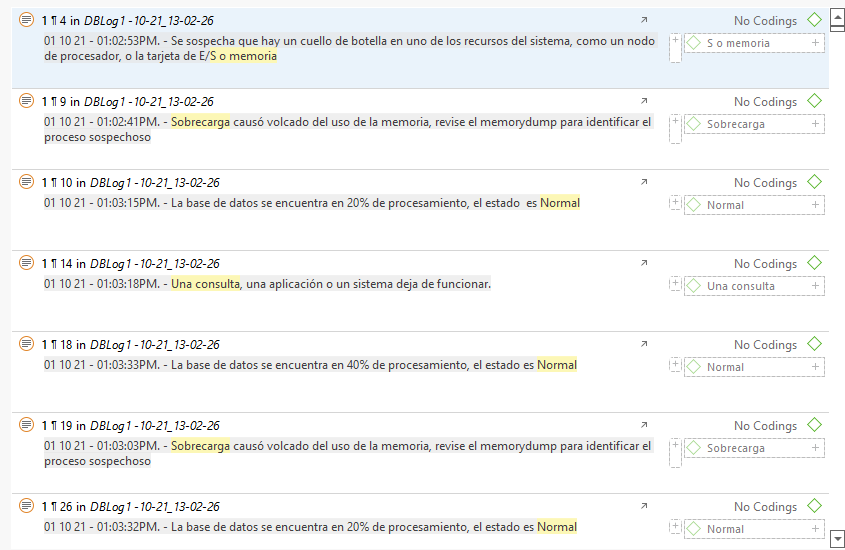 1 ¶ 4 in DBLog1 -10-21_13-02-26 No Codings
01 10 21 - 01:02:53PM. - Se sospecha que hay un cuello de botella en uno de los recursos del sistema, como un nodo + S o memoria +
de procesador, o la tarjeta de E/S o memoria
1 ¶ 9 in DBLog1 -10-21_13-02-26 No Codings
01 10 21 - 01:02:41PM. - Sobrecarga causó volcado del uso de la memoria, revise el memorydump para identificar el + Sobrecarga +
proceso sospechoso
1 ¶ 10 in DBLog1 -10-21_13-02-26 No Codings
01 10 21 - 01:03:15PM. - La base de datos se encuentra en 20% de procesamiento, el estado  es Normal + Normal +
1 ¶ 14 in DBLog1 -10-21_13-02-26 No Codings
01 10 21 - 01:03:18PM. - Una consulta, una aplicación o un sistema deja de funcionar. + Una consulta +
1 ¶ 18 in DBLog1 -10-21_13-02-26 No Codings
01 10 21 - 01:03:33PM. - La base de datos se encuentra en 40% de procesamiento, el estado es Normal + Normal +
1 ¶ 19 in DBLog1 -10-21_13-02-26 No Codings
01 10 21 - 01:03:03PM. - Sobrecarga causó volcado del uso de la memoria, revise el memorydump para identificar el + Sobrecarga +
proceso sospechoso
1 ¶ 26 in DBLog1 -10-21_13-02-26 No Codings
01 10 21 - 01:03:32PM. - La base de datos se encuentra en 20% de procesamiento, el estado es Normal + Normal +